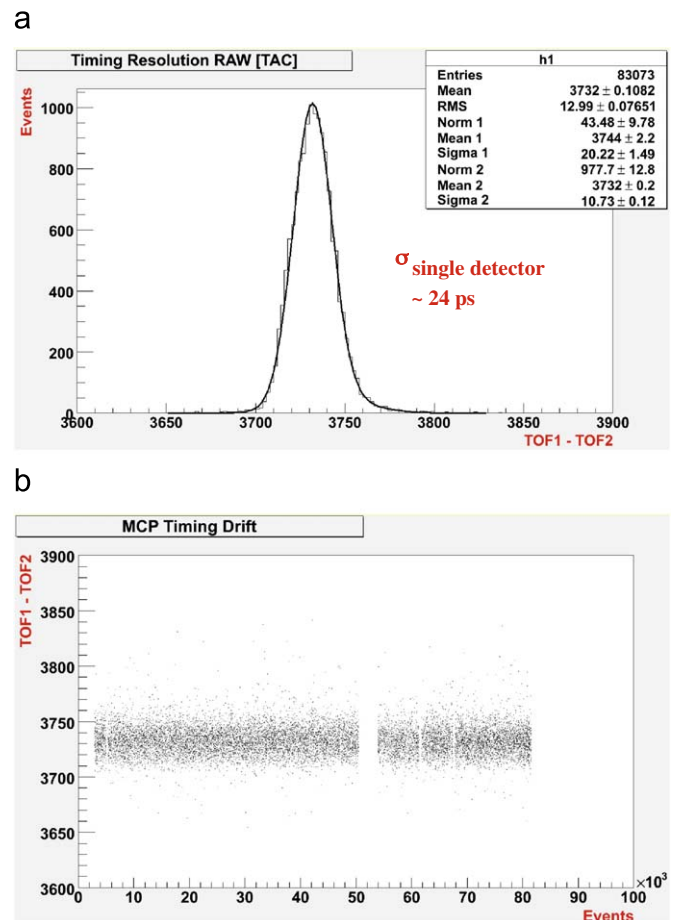 a
Timing Resolution RAW [TAC]
h1
Entries 83073
Mean 3732 ± 0.1082
RMS 12.99 ± 0.07651
Norm 1 43.48 ± 9.78
Mean 1 3744 ± 2.2
Sigma 1 20.22 ± 1.49
Norm 2 977.7 ± 12.8
Mean 2 3732 ± 0.2
Sigma 2 10.73 ± 0.12
Events
1000
800
600
400
200
0
σ single detector
~ 24 ps
3600 3650 3700 3750 3800 3850 3900
TOF1 - TOF2
b
MCP Timing Drift
TOF1 - TOF2
3900
3850
3800
3750
3700
3650
3600
0 10 20 30 40 50 60 70 80 90 100
×10³
Events